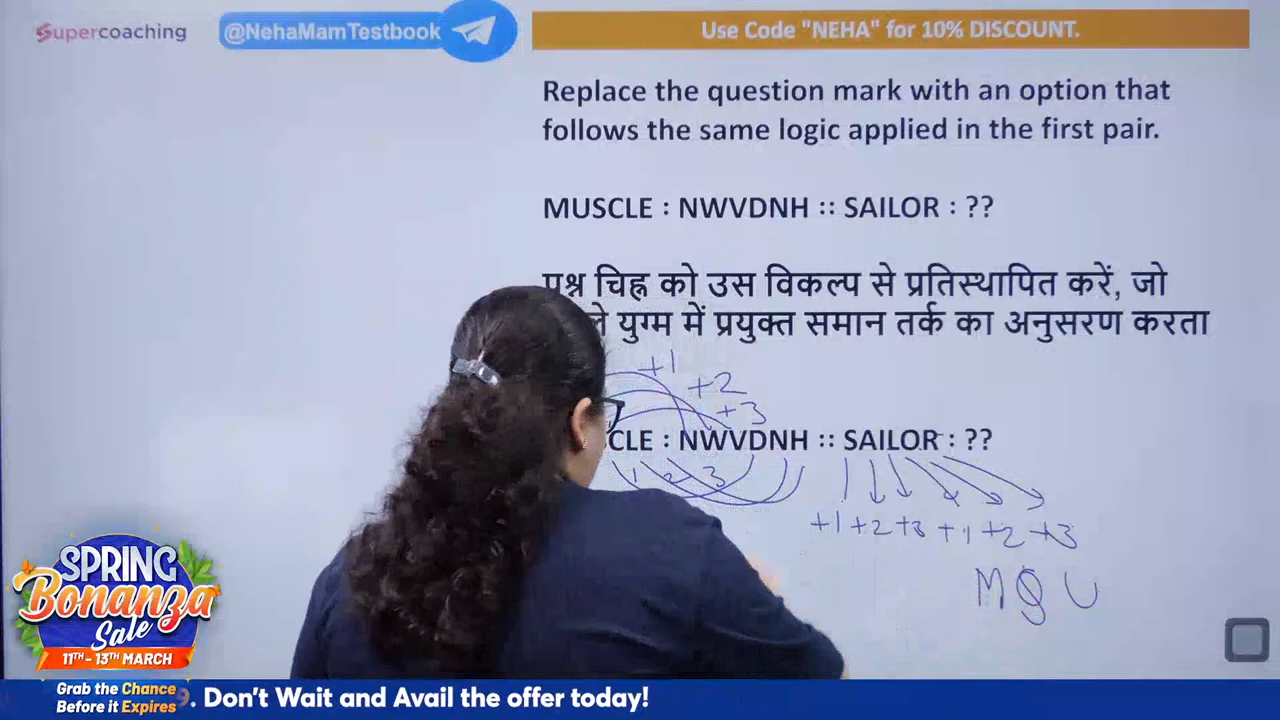 Supercoaching @NehaMamTestbook Use Code "NEHA" for 10% DISCOUNT.
Replace the question mark with an option that
follows the same logic applied in the first pair.
MUSCLE : NWVDNH :: SAILOR : ??
प्रश्न चिह्न को उस विकल्प से प्रतिस्थापित करें, जो
युग्म में प्रयुक्त समान तर्क का अनुसरण करता
+1
+2
+3
CLE : NWVDNH :: SAILOR : ??
1 2 3
+1 +2 +3 +1 +2 +3
M Q U
SPRING
Bonanza
Sale
11TH - 13TH MARCH
Grab the Chance
Before it Expires
. Don't Wait and Avail the offer today!